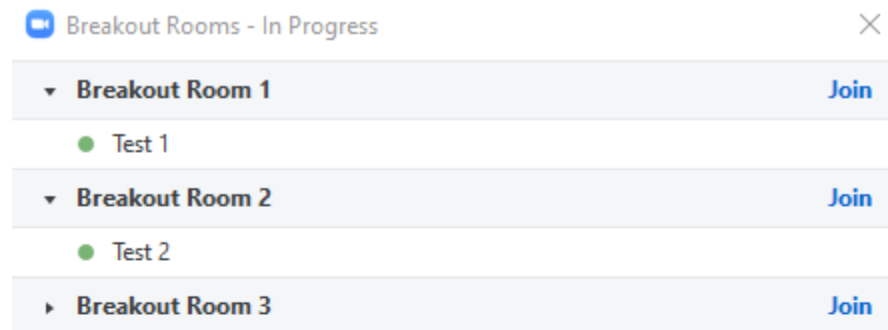 Breakout Rooms - In Progress
Breakout Room 1 Join
Test 1
Breakout Room 2 Join
Test 2
Breakout Room 3 Join